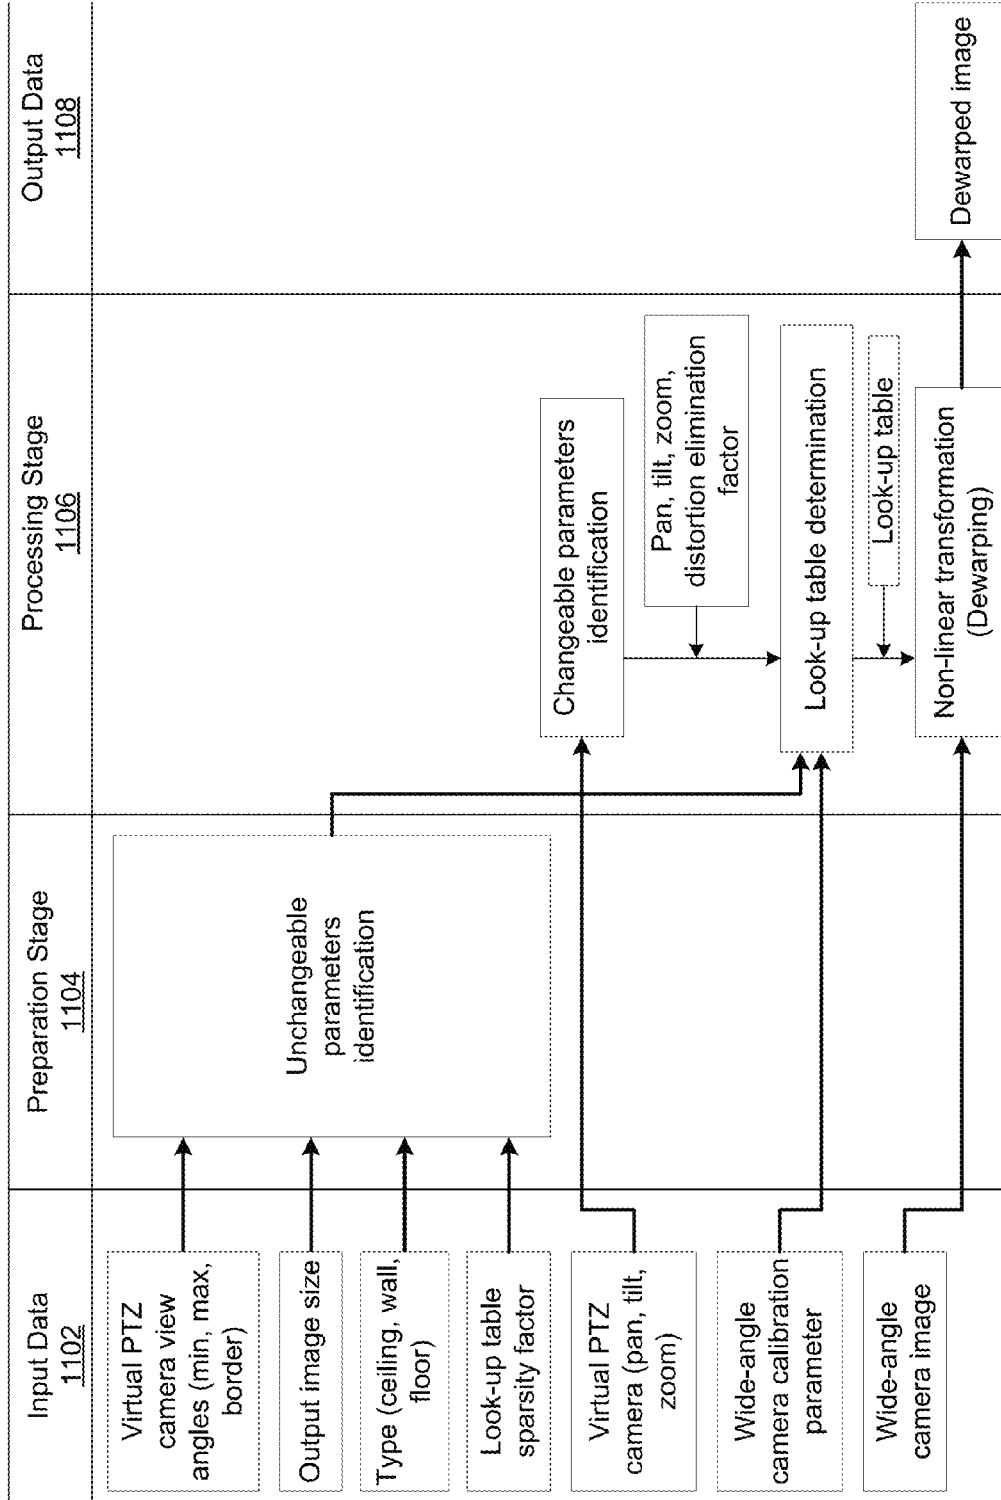 Input Data
1102
Preparation Stage
1104
Processing Stage
1106
Output Data
1108
Virtual PTZ
camera view
angles (min, max,
border)
Output image size
Type (ceiling, wall,
floor)
Look-up table
sparsity factor
Virtual PTZ
camera (pan, tilt,
zoom)
Wide-angle
camera calibration
parameter
Wide-angle
camera image
Unchangeable
parameters
identification
Changeable parameters
identification
Pan, tilt, zoom,
distortion elimination
factor
Look-up table determination
Look-up table
Non-linear transformation
(Dewarping)
Dewarped image